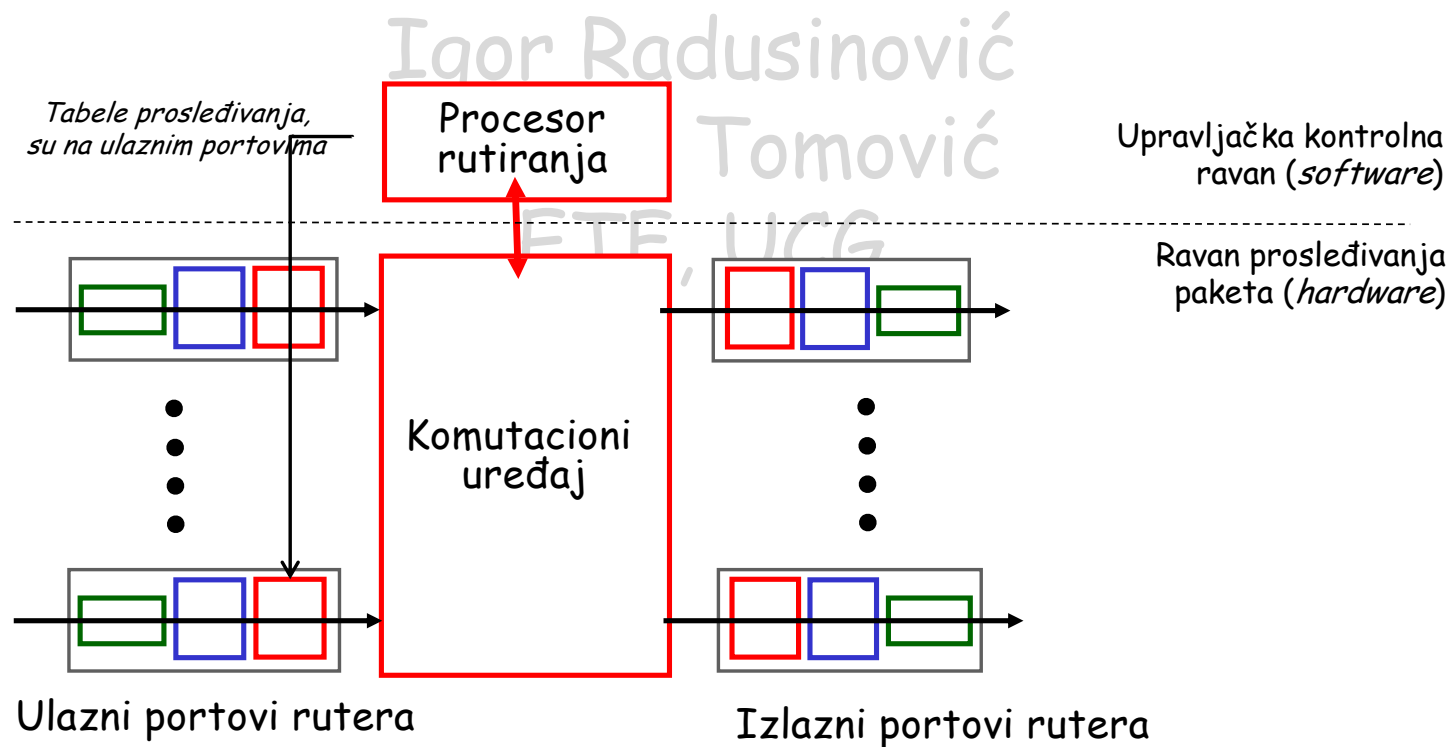 Igor Radusinović
Tomović
ETF, UCG
Tabele prosleđivanja,
su na ulaznim portovima
Procesor
rutiranja
Upravljačka kontrolna
ravan (software)
Ravan prosleđivanja
paketa (hardware)
Komutacioni
uređaj
Ulazni portovi rutera
Izlazni portovi rutera